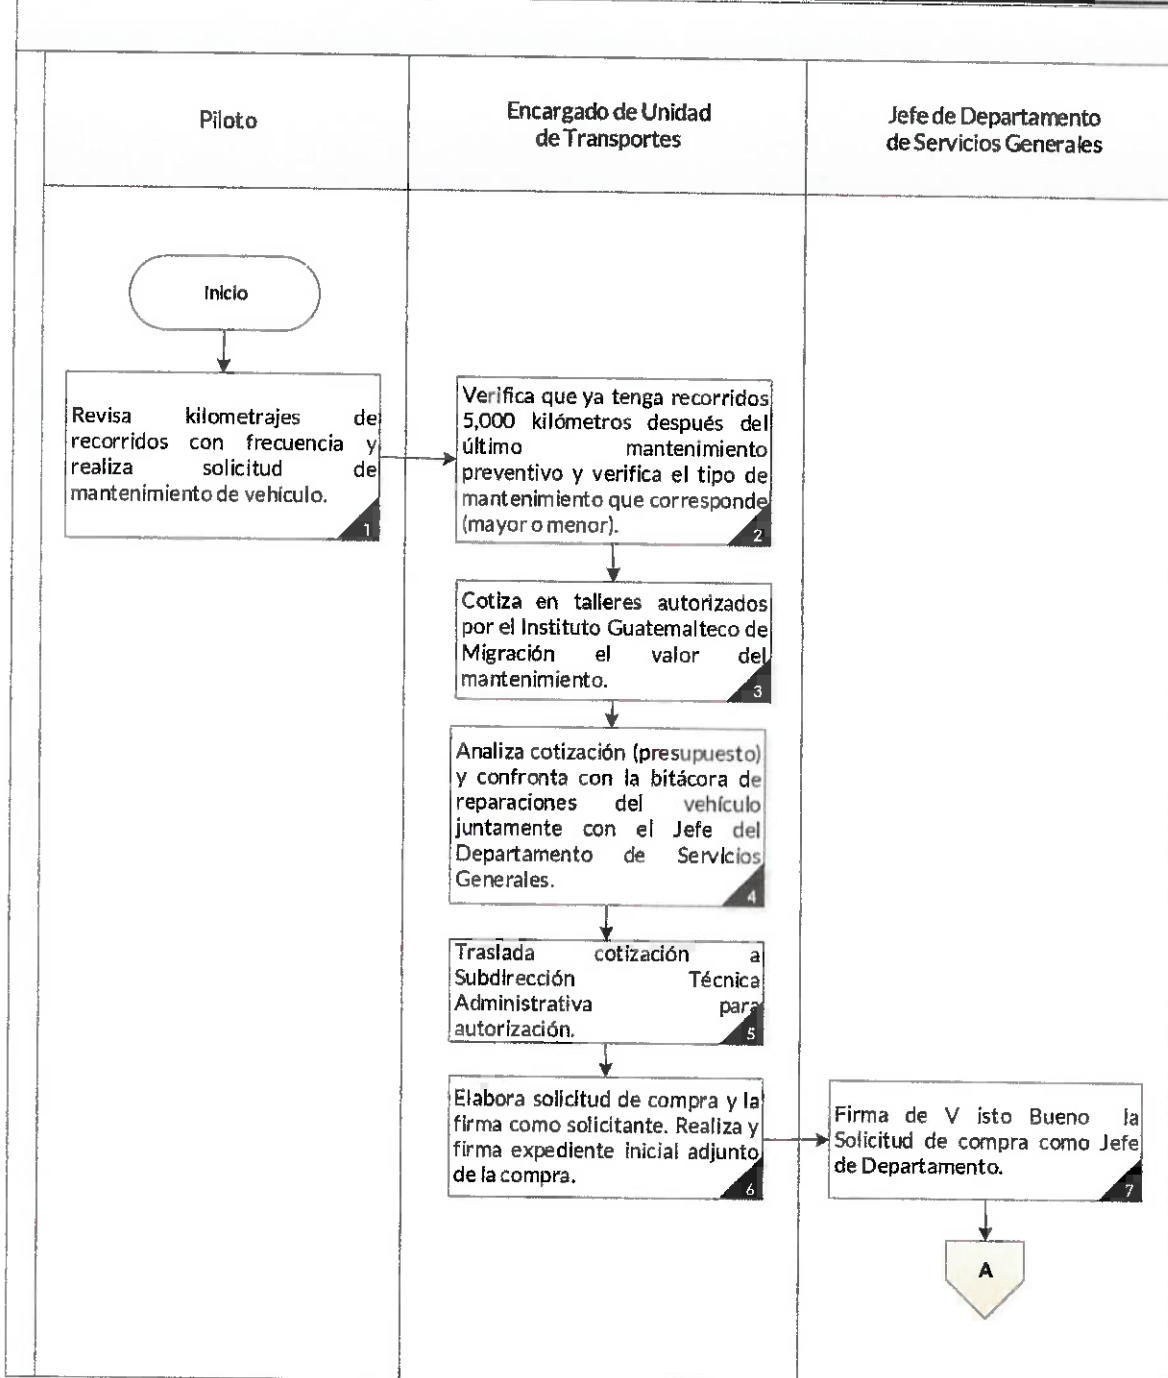 Piloto
Encargado de Unidad
de Transportes
Jefe de Departamento
de Servicios Generales
Inicio
Revisa kilometrajes de
recorridos con frecuencia y
realiza solicitud de
mantenimiento de vehículo.
1
Verifica que ya tenga recorridos
5,000 kilómetros después del
último mantenimiento
preventivo y verifica el tipo de
mantenimiento que corresponde
(mayor o menor).
2
Cotiza en talleres autorizados
por el Instituto Guatemalteco de
Migración el valor del
mantenimiento.
3
Analiza cotización (presupuesto)
y confronta con la bitácora de
reparaciones del vehículo
juntamente con el Jefe del
Departamento de Servicios
Generales.
4
Traslada cotización a
Subdirección Técnica
Administrativa para
autorización.
5
Elabora solicitud de compra y la
firma como solicitante. Realiza y
firma expediente inicial adjunto
de la compra.
6
Firma de V isto Bueno la
Solicitud de compra como Jefe
de Departamento.
7
A